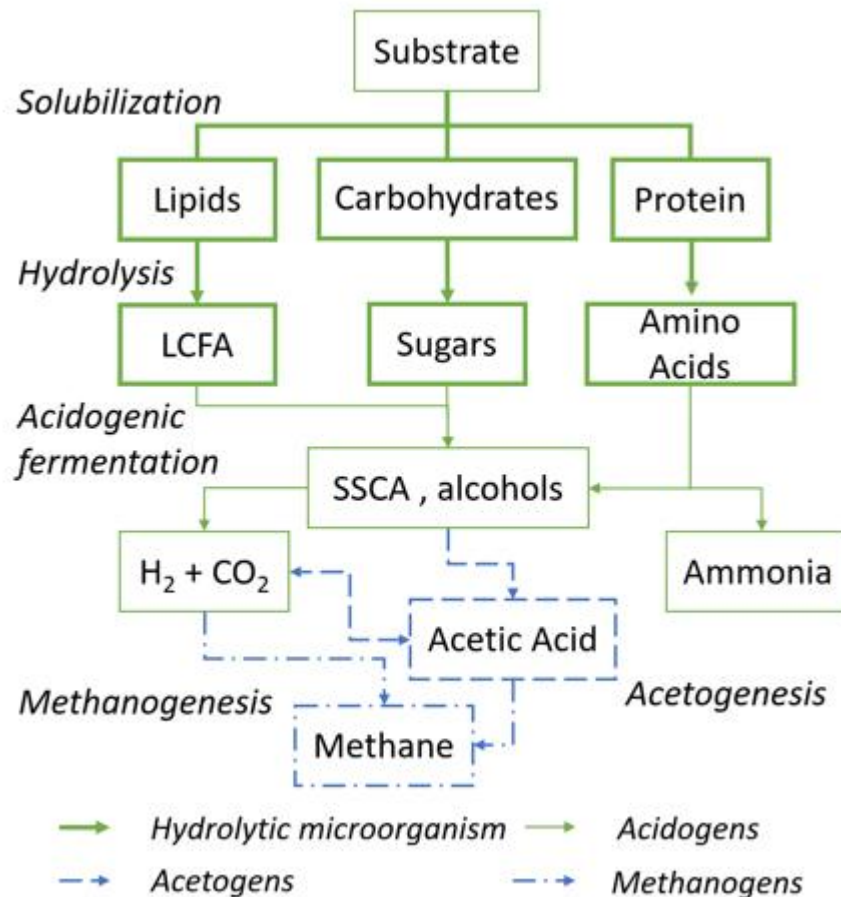 Substrate
Solubilization
Lipids
Carbohydrates
Protein
Hydrolysis
LCFA
Sugars
Amino
Acids
Acidogenic
fermentation
SSCA , alcohols
H₂ + CO₂
Ammonia
Acetic Acid
Methanogenesis
Acetogenesis
Methane
Hydrolytic microorganism
Acidogens
Acetogens
Methanogens